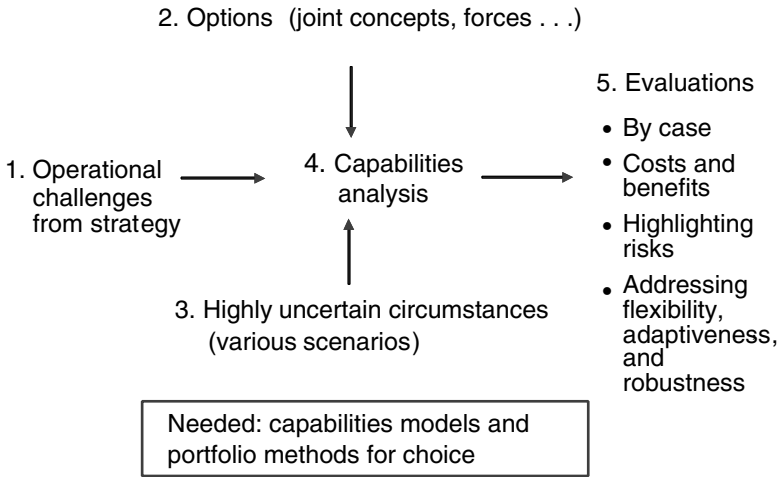 2. Options (joint concepts, forces . . .)
1. Operational
challenges
from strategy
4. Capabilities
analysis
3. Highly uncertain circumstances
(various scenarios)
5. Evaluations
• By case
• Costs and
benefits
• Highlighting
risks
• Addressing
flexibility,
adaptiveness,
and
robustness
Needed: capabilities models and
portfolio methods for choice